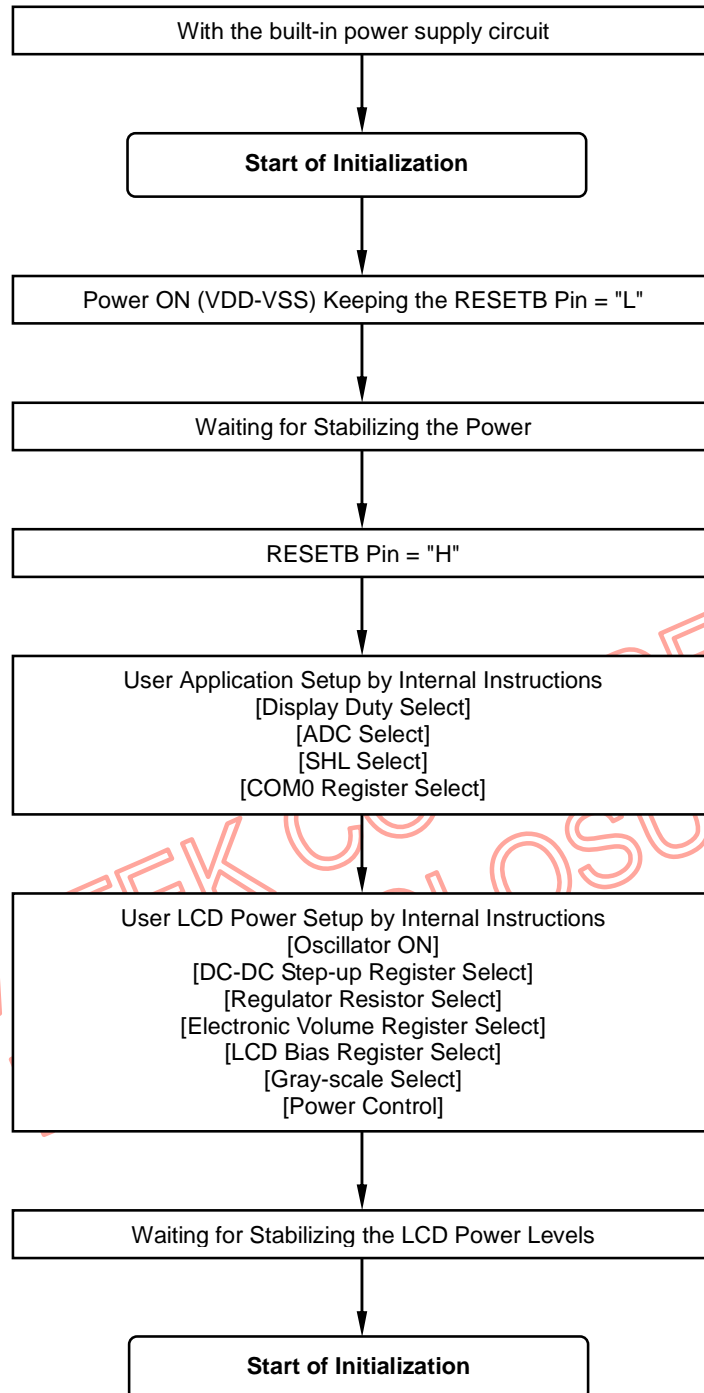 With the built-in power supply circuit
Start of Initialization
Power ON (VDD-VSS) Keeping the RESETB Pin = "L"
Waiting for Stabilizing the Power
RESETB Pin = "H"
User Application Setup by Internal Instructions
[Display Duty Select]
[ADC Select]
[SHL Select]
[COM0 Register Select]
User LCD Power Setup by Internal Instructions
[Oscillator ON]
[DC-DC Step-up Register Select]
[Regulator Resistor Select]
[Electronic Volume Register Select]
[LCD Bias Register Select]
[Gray-scale Select]
[Power Control]
Waiting for Stabilizing the LCD Power Levels
Start of Initialization